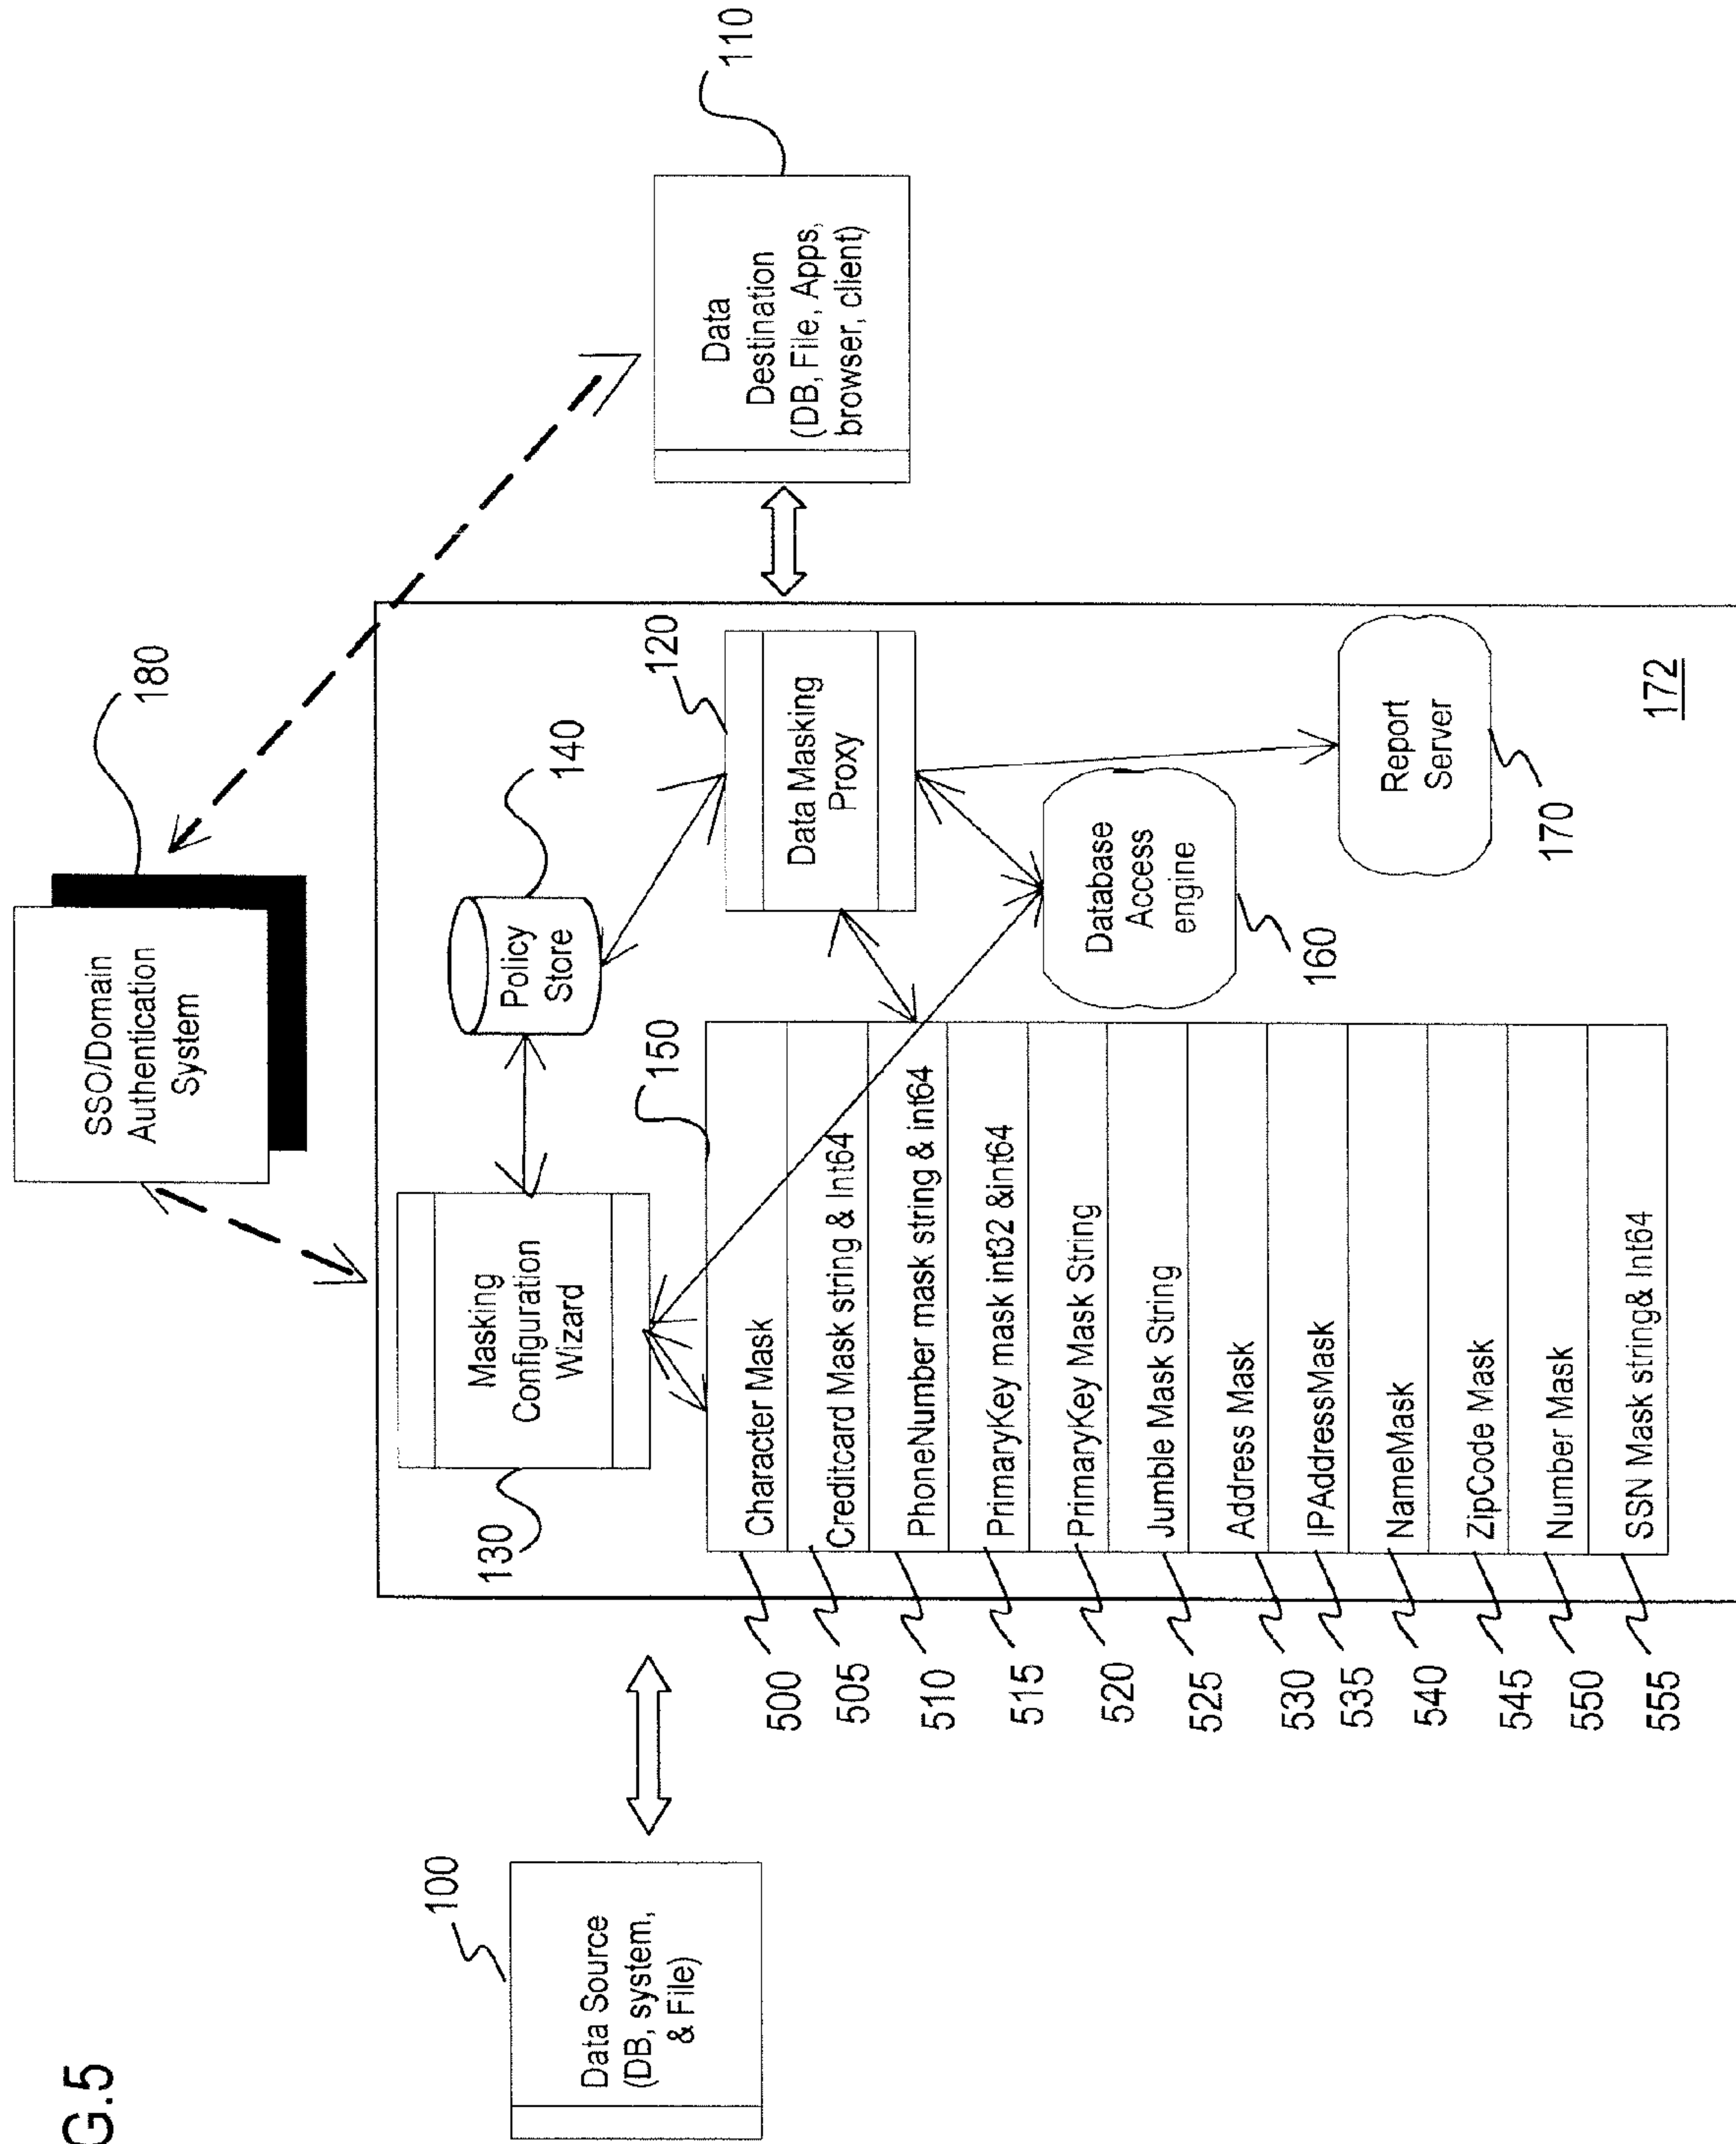 G.5
SSO/Domain
Authentication
System
180
110
Data
Destination
(DB, File, Apps,
browser, client)
100
Data Source
(DB, system,
& File)
130
Masking
Configuration
Wizard
Policy
Store
140
120
Data Masking
Proxy
150
Database
Access
engine
160
Report
Server
170
172
500
Character Mask
505
Creditcard Mask string & Int64
510
PhoneNumber mask string & int64
515
PrimaryKey mask int32 &int64
520
PrimaryKey Mask String
525
Jumble Mask String
530
Address Mask
535
IPAddressMask
540
NameMask
545
ZipCode Mask
550
Number Mask
555
SSN Mask string& Int64